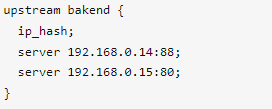 upstream bakend {
  ip_hash;
  server 192.168.0.14:88;
  server 192.168.0.15:80;
}